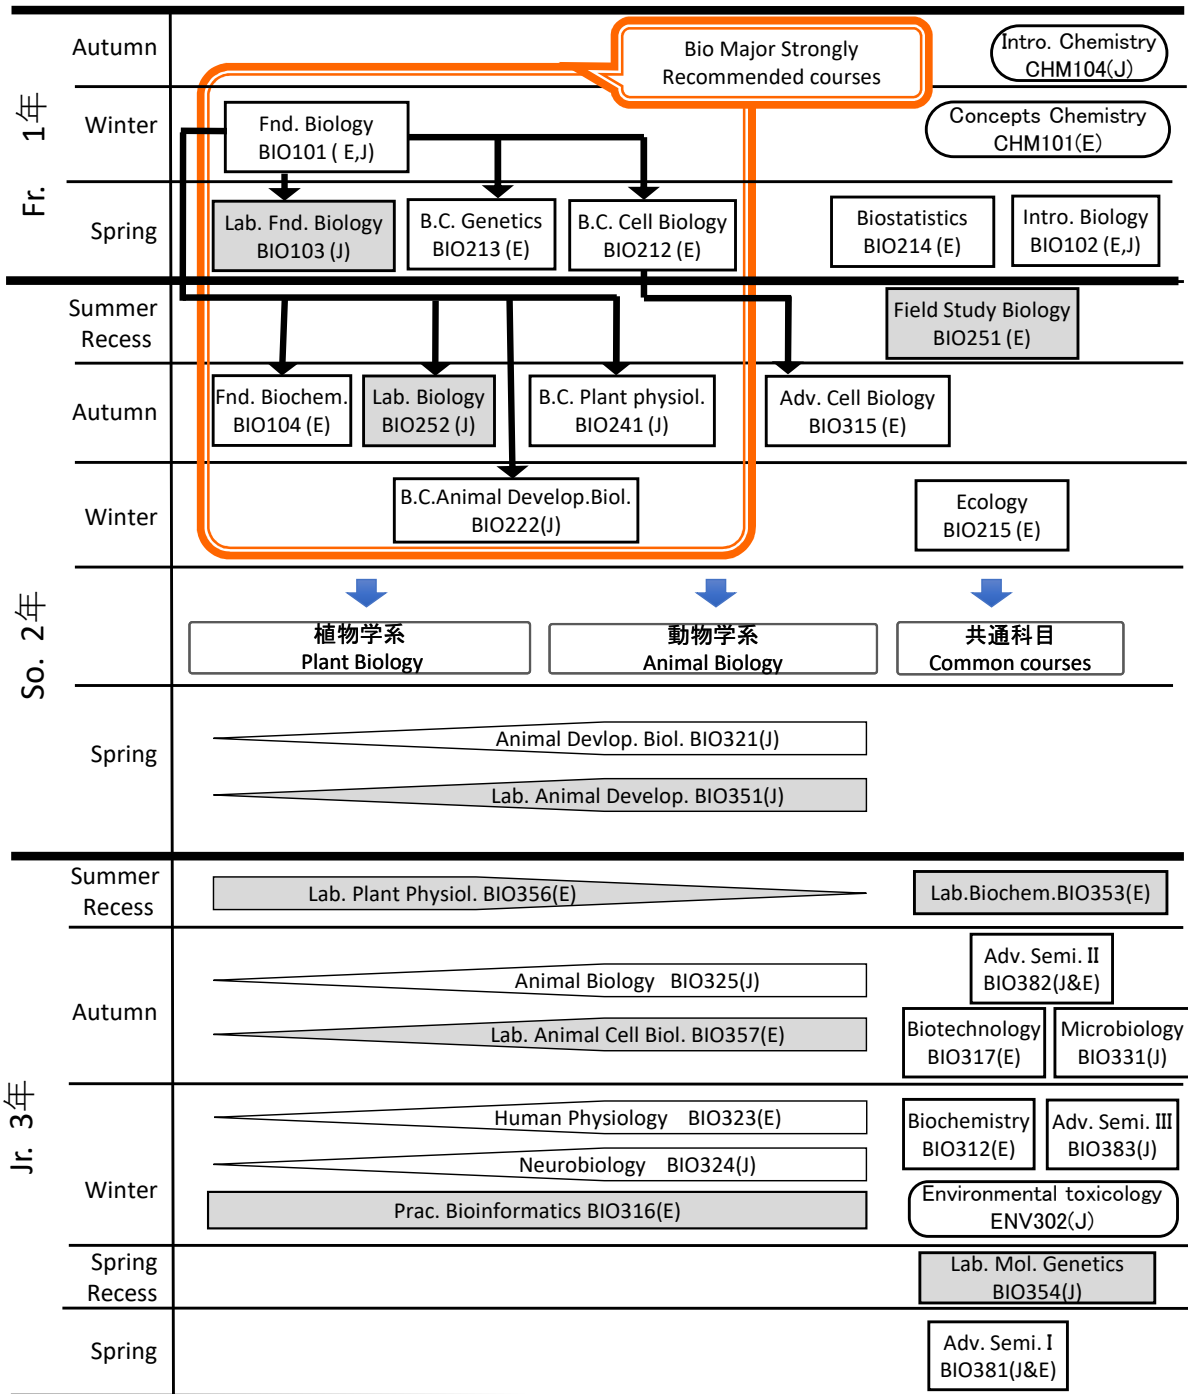 Fr. 1年
Autumn
Bio Major Strongly
Recommended courses
Intro. Chemistry
CHM104(J)
Winter
Fnd. Biology
BIO101 ( E,J)
Concepts Chemistry
CHM101(E)
Spring
Lab. Fnd. Biology
BIO103 (J)
B.C. Genetics
BIO213 (E)
B.C. Cell Biology
BIO212 (E)
Biostatistics
BIO214 (E)
Intro. Biology
BIO102 (E,J)
So. 2年
Summer
Recess
Field Study Biology
BIO251 (E)
Autumn
Fnd. Biochem.
BIO104 (E)
Lab. Biology
BIO252 (J)
B.C. Plant physiol.
BIO241 (J)
Adv. Cell Biology
BIO315 (E)
Winter
B.C.Animal Develop.Biol.
BIO222(J)
Ecology
BIO215 (E)
植物学系
Plant Biology
動物学系
Animal Biology
共通科目
Common courses
Spring
Animal Devlop. Biol. BIO321(J)
Lab. Animal Develop. BIO351(J)
Jr. 3年
Summer
Recess
Lab. Plant Physiol. BIO356(E)
Lab.Biochem.BIO353(E)
Autumn
Animal Biology BIO325(J)
Lab. Animal Cell Biol. BIO357(E)
Adv. Semi. II
BIO382(J&E)
Biotechnology
BIO317(E)
Microbiology
BIO331(J)
Winter
Human Physiology BIO323(E)
Neurobiology BIO324(J)
Prac. Bioinformatics BIO316(E)
Biochemistry
BIO312(E)
Adv. Semi. III
BIO383(J)
Environmental toxicology
ENV302(J)
Spring
Recess
Lab. Mol. Genetics
BIO354(J)
Spring
Adv. Semi. I
BIO381(J&E)